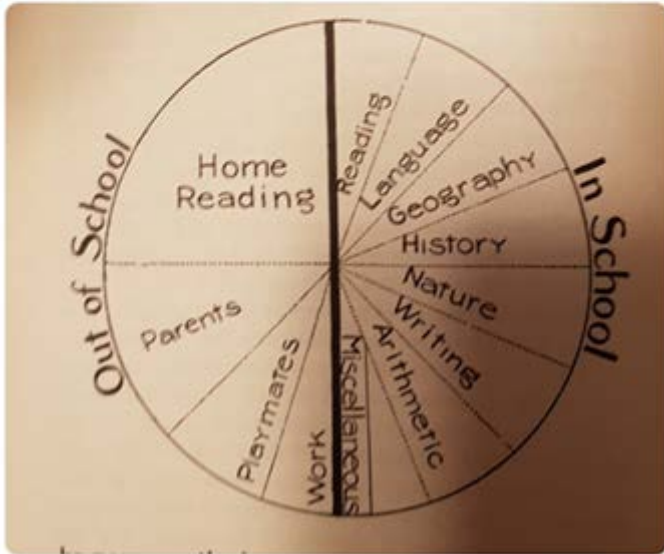 Out of School
In School
Home
Reading
Parents
Playmates
Work
Reading
Language
Geography
History
Nature
Writing
Arithmetic
Miscellaneous